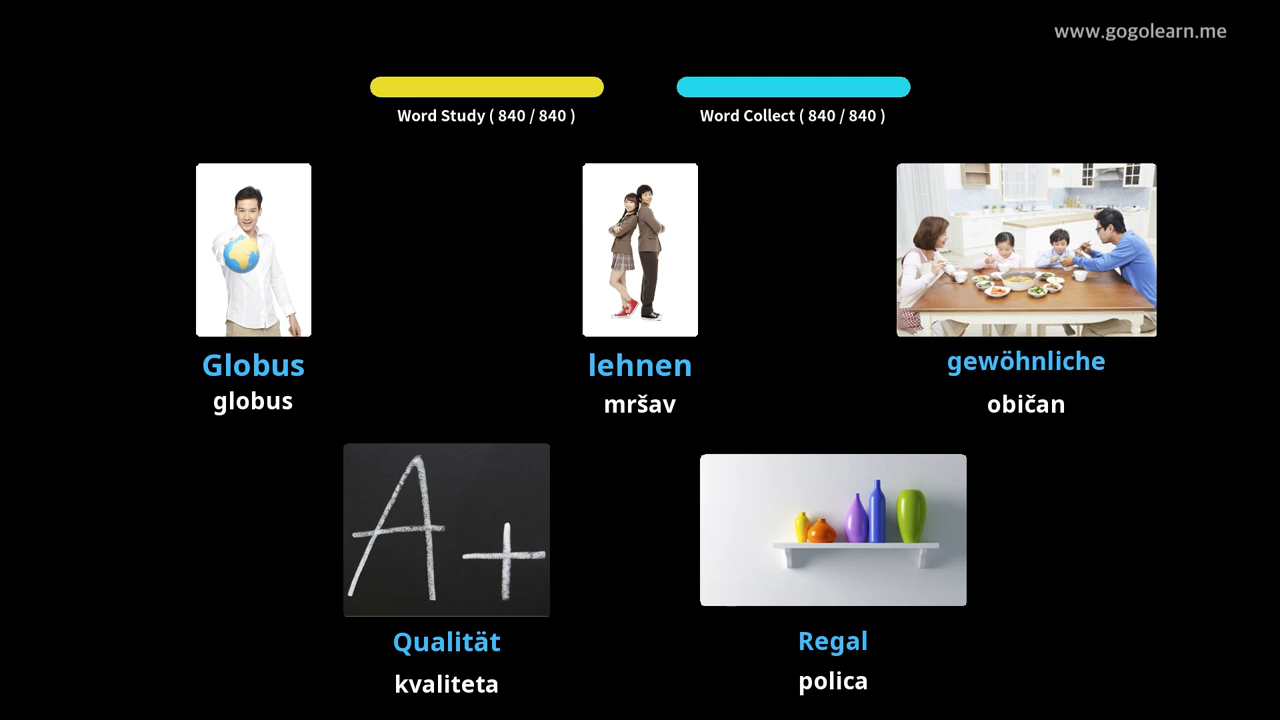 www.gogolearn.me
Word Study ( 840 / 840 )
Word Collect ( 840 / 840 )
Globus
globus
lehnen
mršav
gewöhnliche
običan
A+
Qualität
kvaliteta
Regal
polica